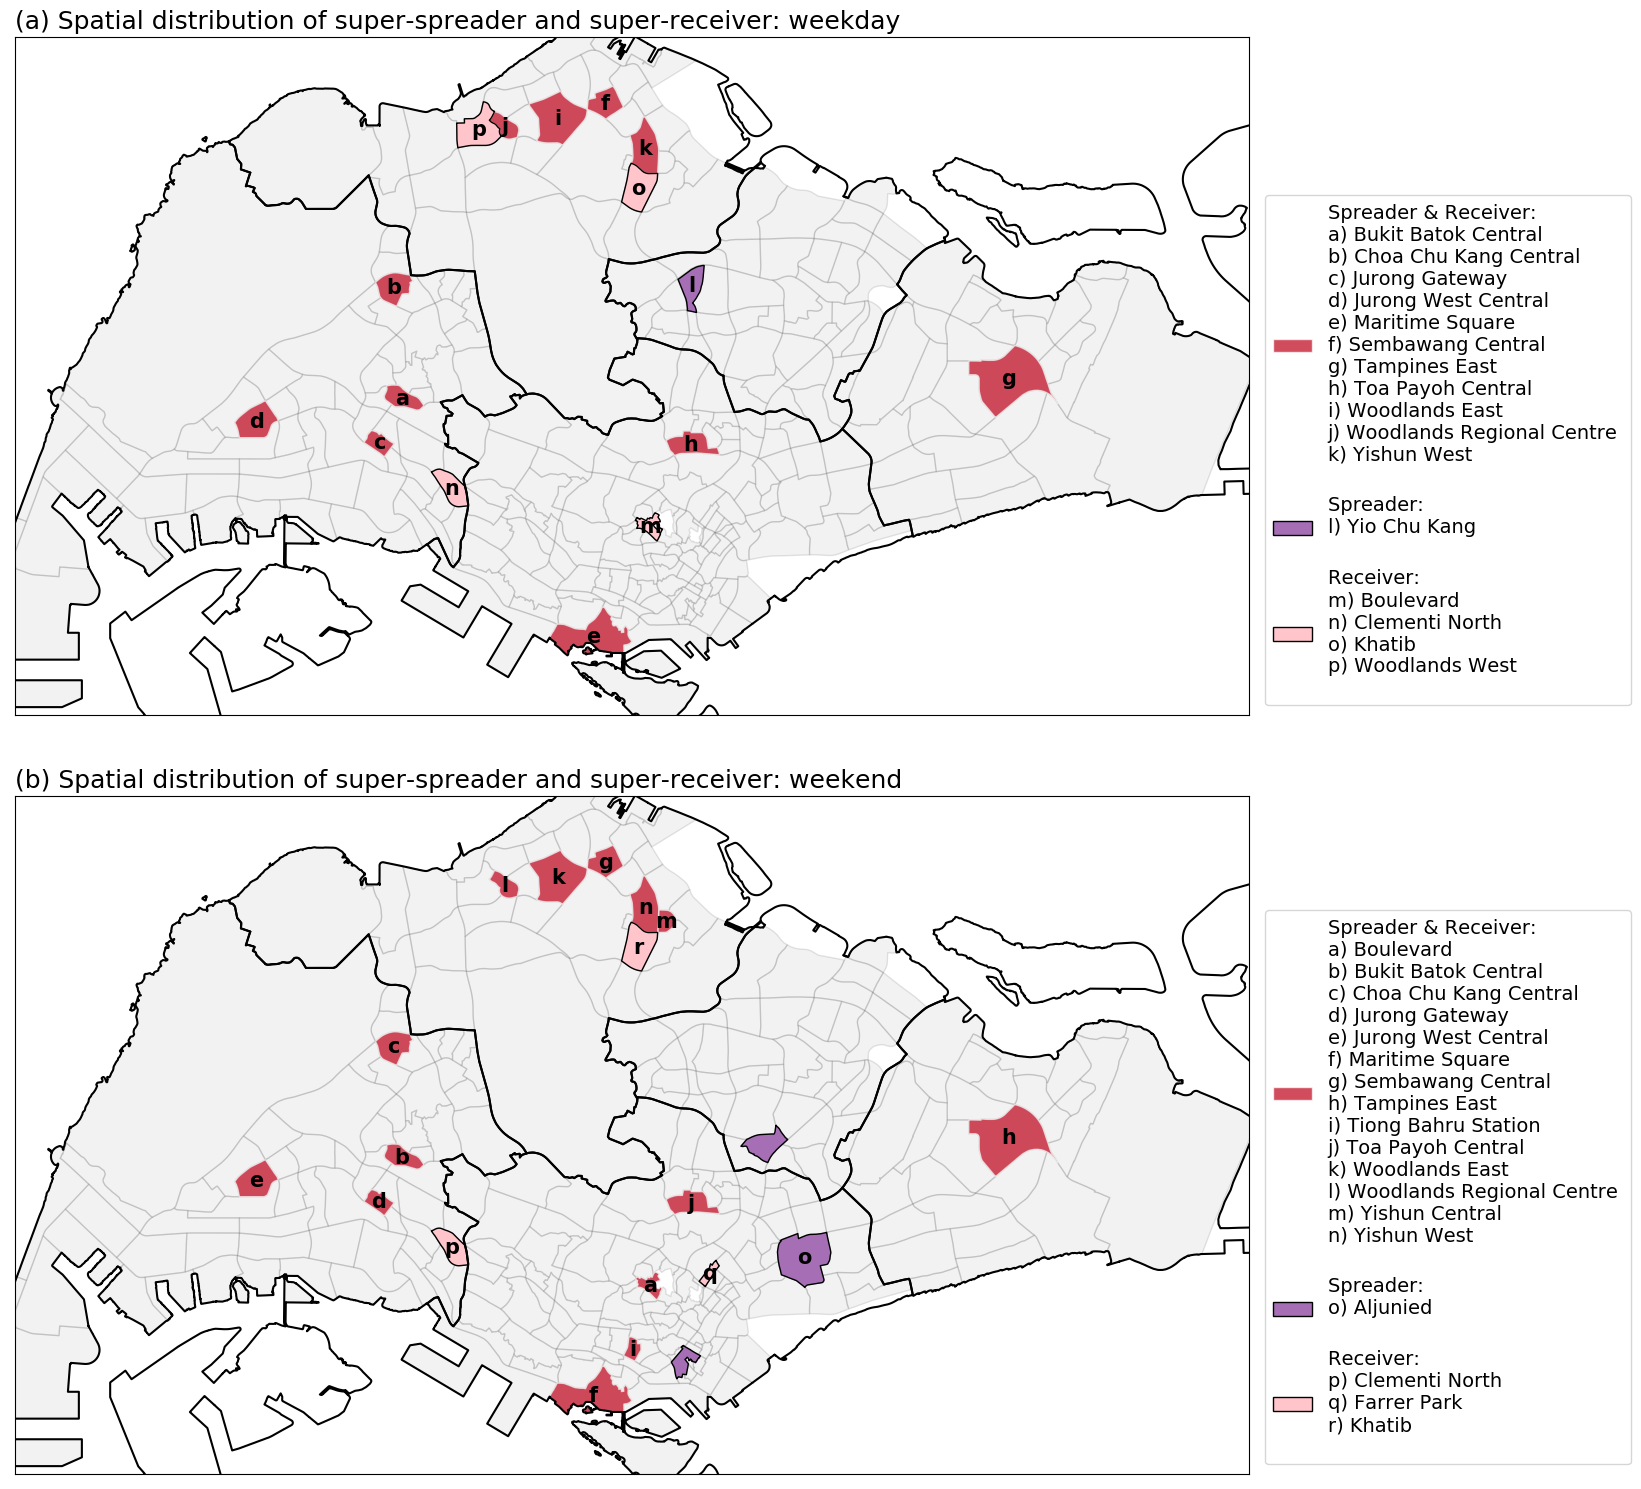 (a) Spatial distribution of super-spreader and super-receiver: weekday
f
i
j
p
k
o
b
l
g
a
d
c
h
n
m
e
Spreader & Receiver:
a) Bukit Batok Central
b) Choa Chu Kang Central
c) Jurong Gateway
d) Jurong West Central
e) Maritime Square
f) Sembawang Central
g) Tampines East
h) Toa Payoh Central
i) Woodlands East
j) Woodlands Regional Centre
k) Yishun West
Spreader:
l) Yio Chu Kang
Receiver:
m) Boulevard
n) Clementi North
o) Khatib
p) Woodlands West
(b) Spatial distribution of super-spreader and super-receiver: weekend
g
k
l
n
m
r
c
h
b
e
d
j
p
o
q
a
i
f
Spreader & Receiver:
a) Boulevard
b) Bukit Batok Central
c) Choa Chu Kang Central
d) Jurong Gateway
e) Jurong West Central
f) Maritime Square
g) Sembawang Central
h) Tampines East
i) Tiong Bahru Station
j) Toa Payoh Central
k) Woodlands East
l) Woodlands Regional Centre
m) Yishun Central
n) Yishun West
Spreader:
o) Aljunied
Receiver:
p) Clementi North
q) Farrer Park
r) Khatib